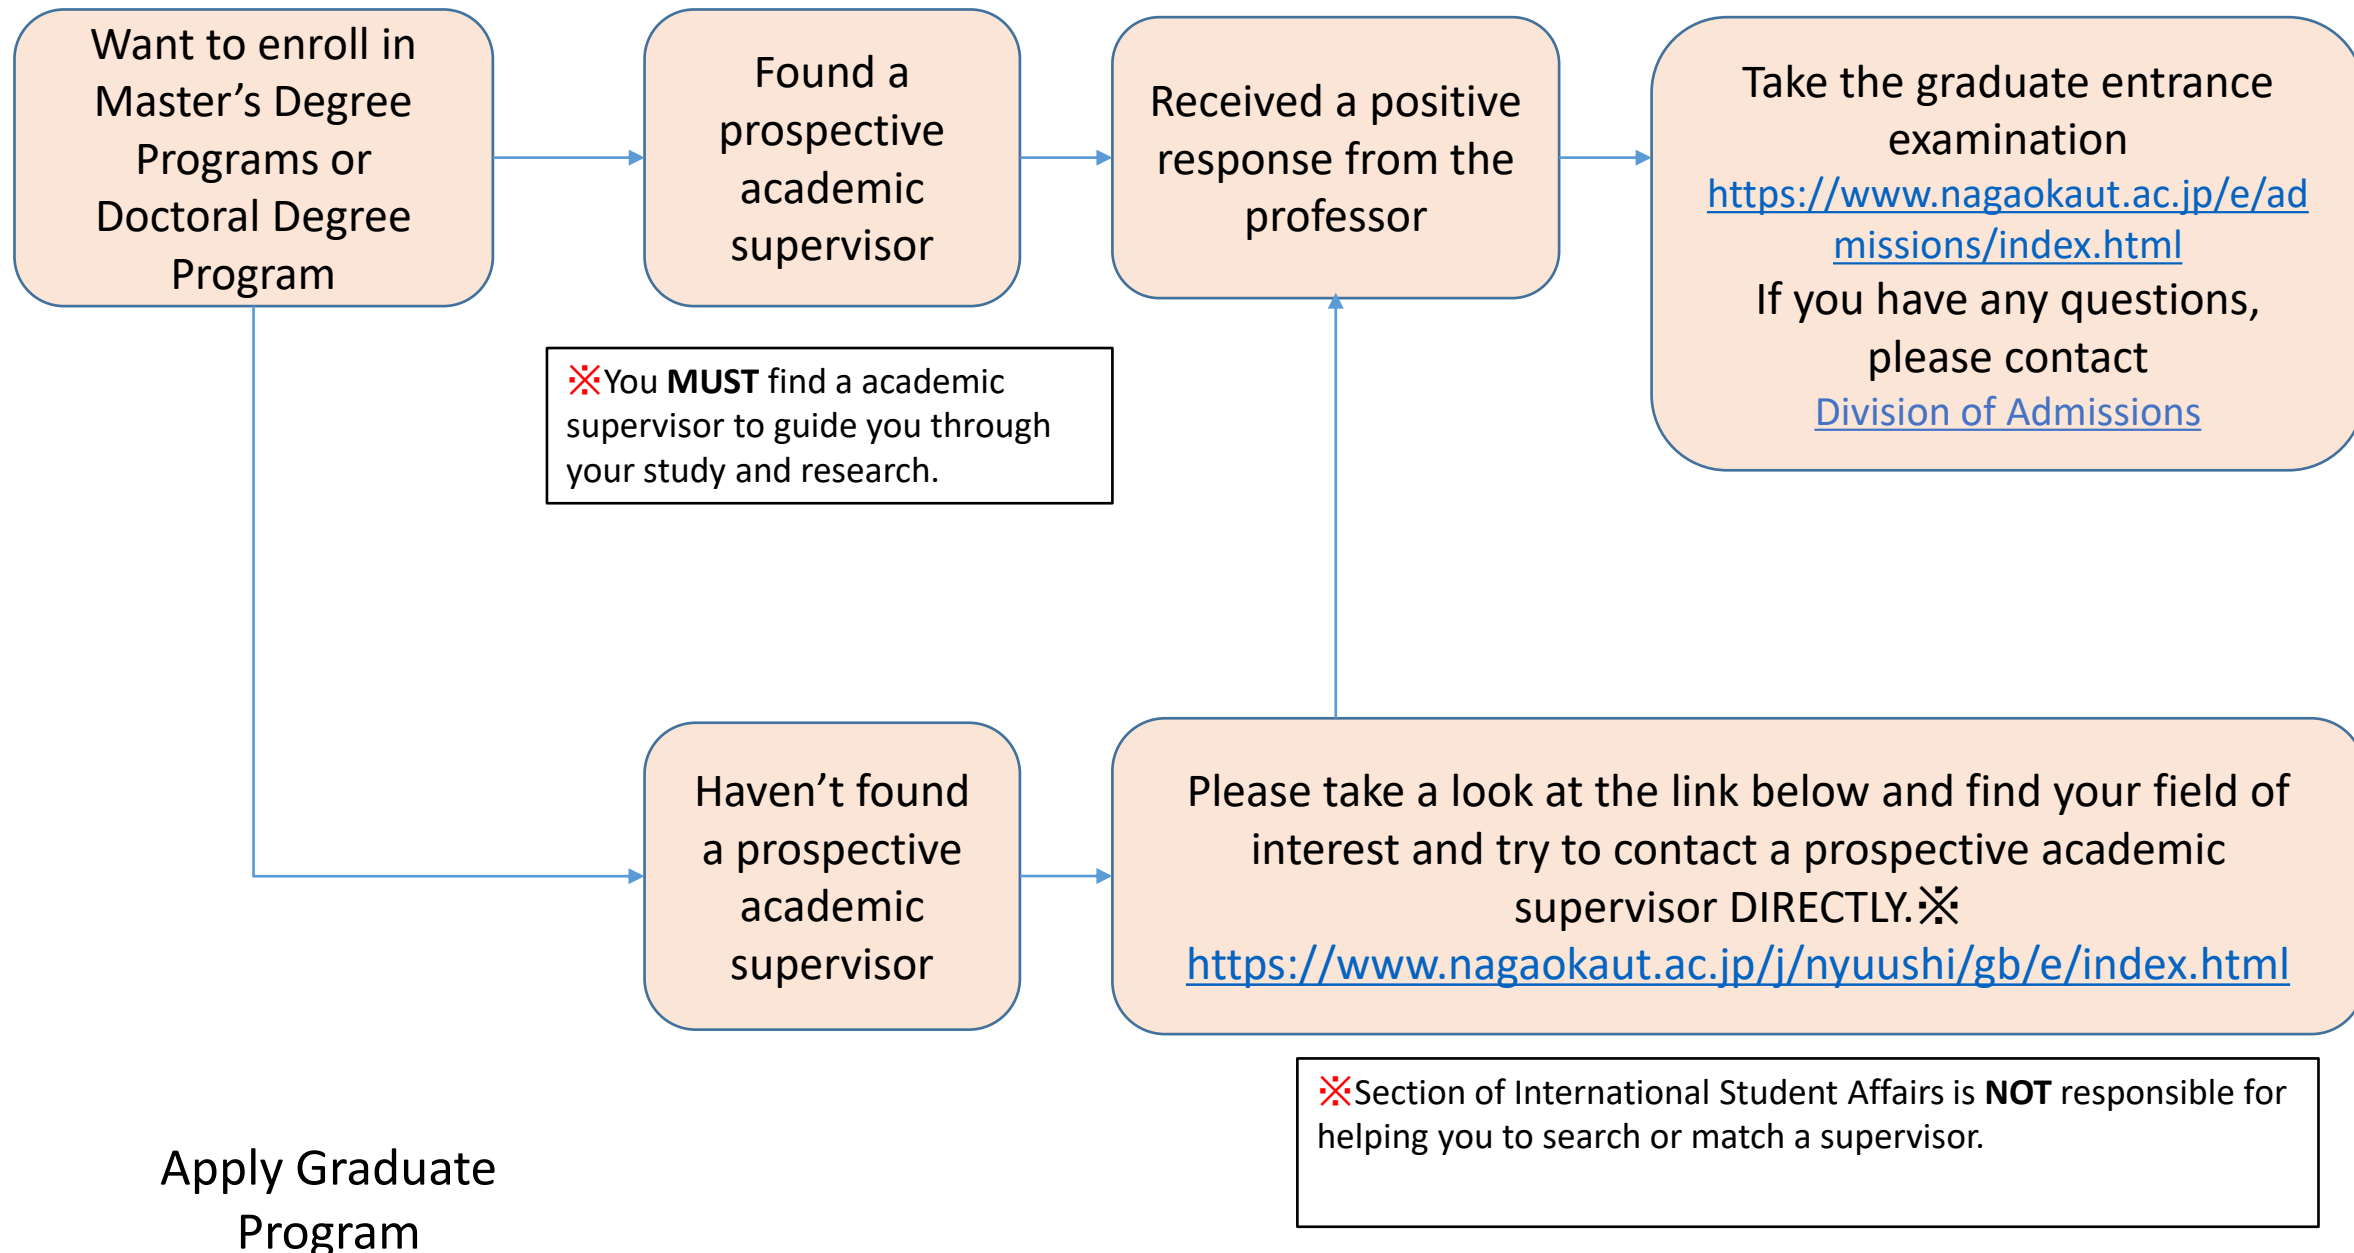 Want to enroll in
Master’s Degree
Programs or
Doctoral Degree
Program
Found a
prospective
academic
supervisor
Received a positive
response from the
professor
Take the graduate entrance
examination
https://www.nagaokaut.ac.jp/e/ad
missions/index.html
If you have any questions,
please contact
Division of Admissions
※You MUST find a academic
supervisor to guide you through
your study and research.
Haven’t found
a prospective
academic
supervisor
Please take a look at the link below and find your field of
interest and try to contact a prospective academic
supervisor DIRECTLY.※
https://www.nagaokaut.ac.jp/j/nyuushi/gb/e/index.html
※Section of International Student Affairs is NOT responsible for
helping you to search or match a supervisor.
Apply Graduate
Program